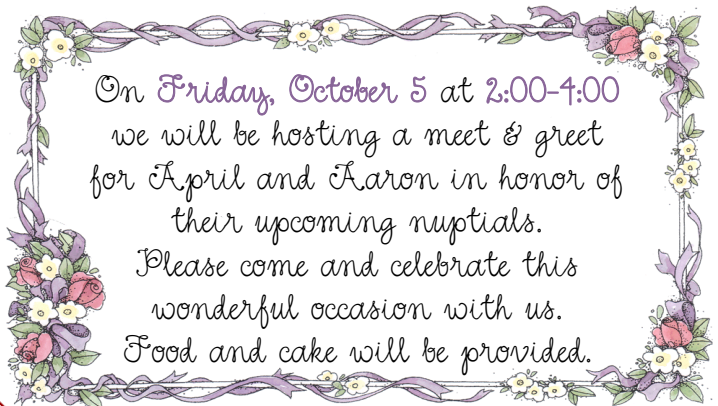 On Friday, October 5 at 2:00-4:00
we will be hosting a meet & greet
for April and Aaron in honor of
their upcoming nuptials.
Please come and celebrate this
wonderful occasion with us.
Food and cake will be provided.